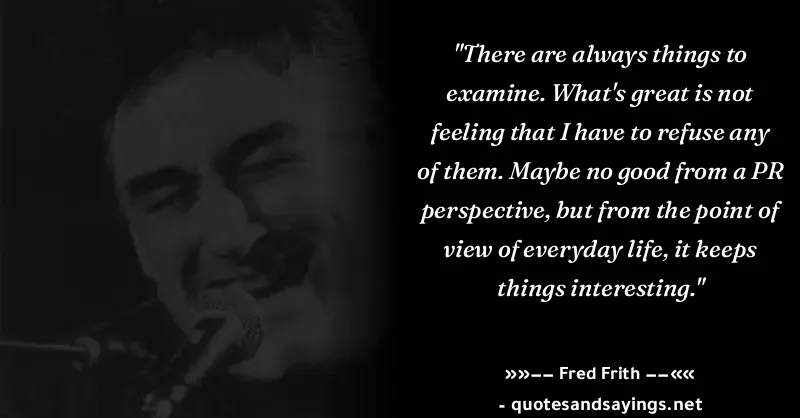 "There are always things to
examine. What's great is not
feeling that I have to refuse any
of them. Maybe no good from a PR
perspective, but from the point of
view of everyday life, it keeps
things interesting."
»»−− Fred Frith −−««
- quotesandsayings.net